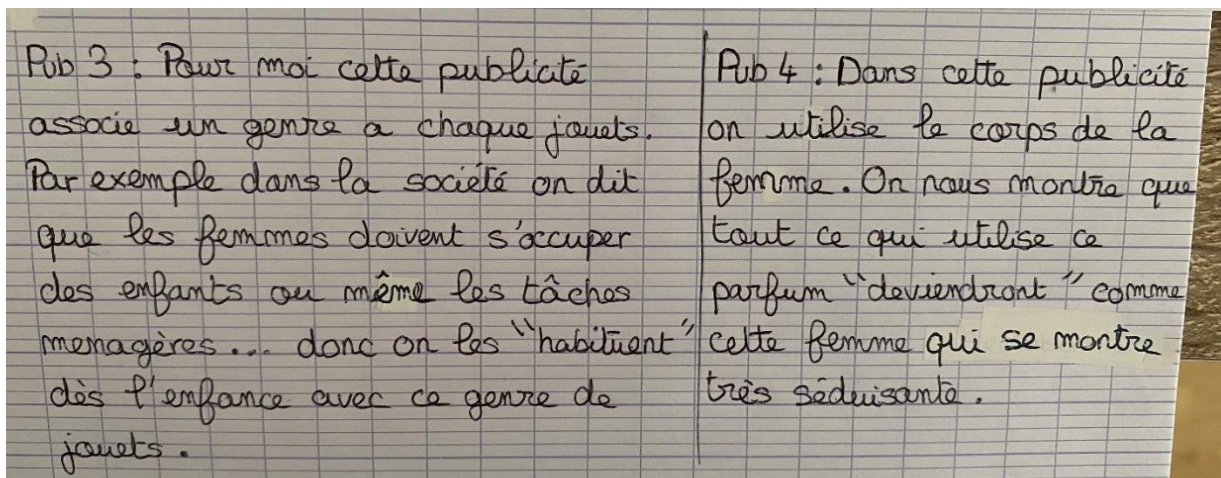 Pub 3 : Pour moi cette publicité
associe un genre a chaque jouets.
Par exemple dans la société on dit
que les femmes doivent s'occuper
des enfants ou même les tâches
menagères... donc on les "habituent"
dès l'enfance avec ce genre de
jouets.
Pub 4 : Dans cette publicité
on utilise le corps de la
femme. On nous montre que
tout ce qui utilise ce
parfum "deviendront" comme
cette femme qui se montre
très séduisante.